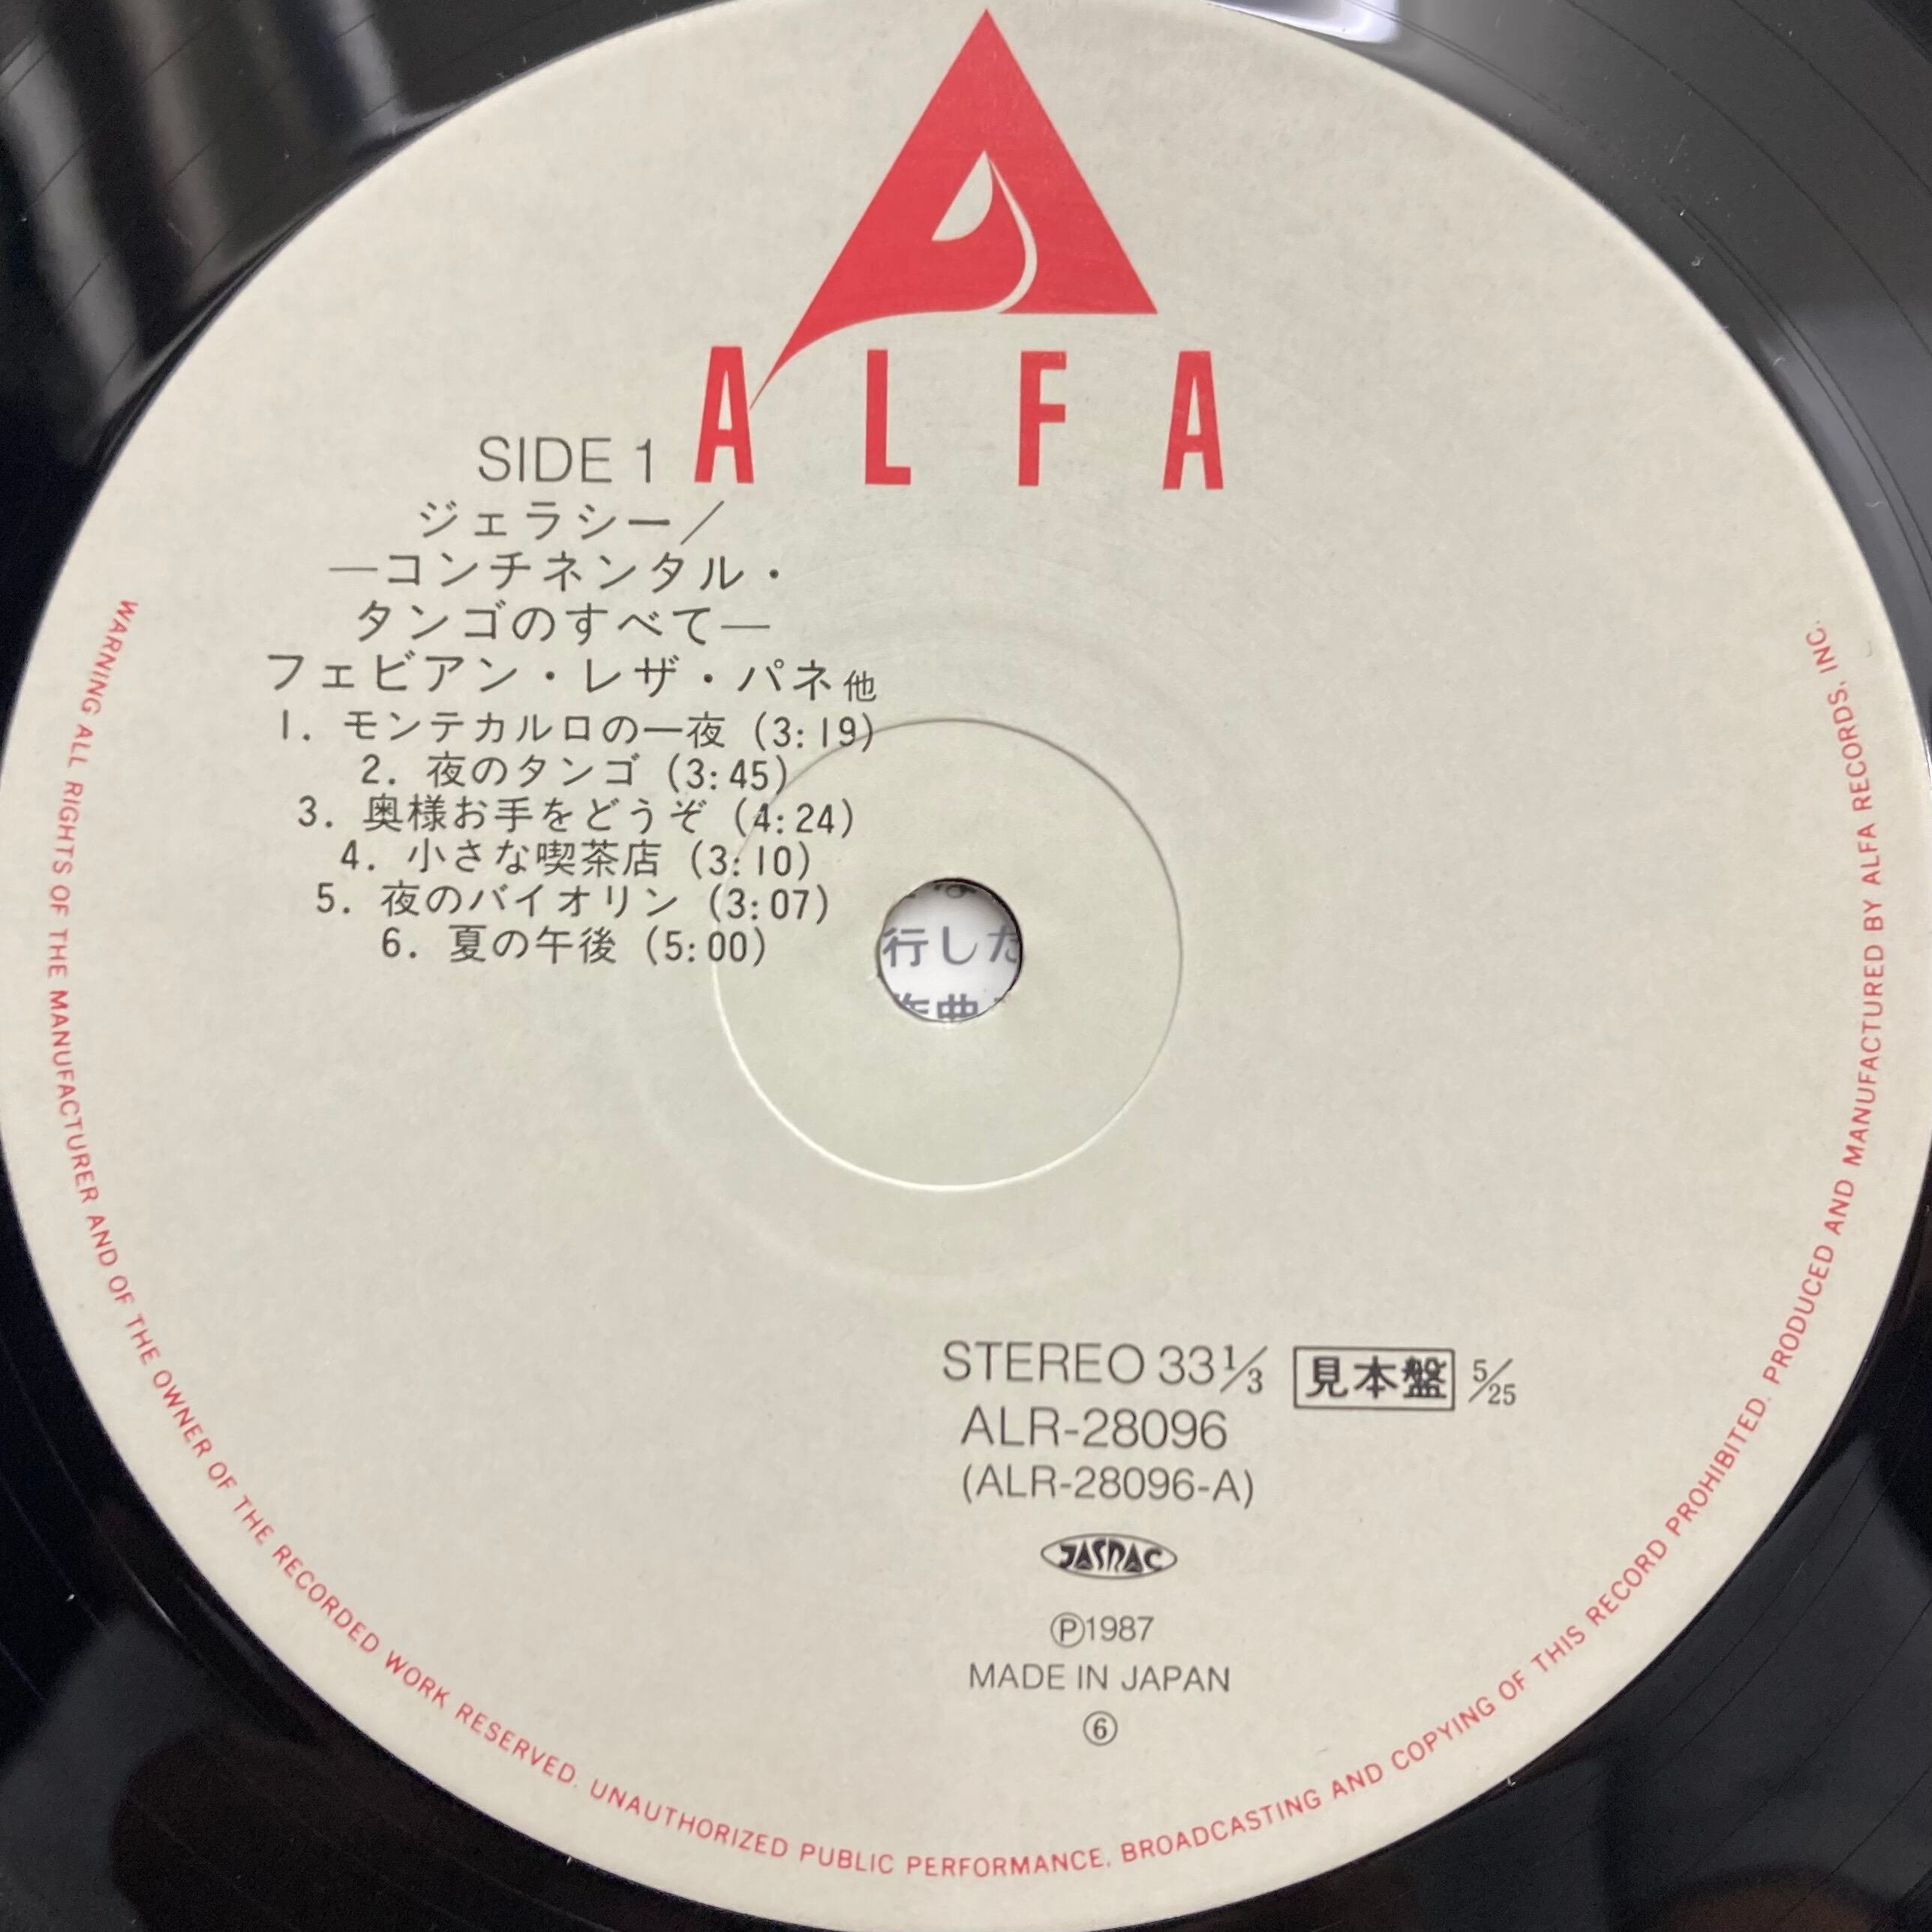 ALFA
SIDE 1
ジェラシー／
―コンチネンタル・
タンゴのすべて―
フェビアン・レザ・パネ他
1. モンテカルロの一夜 (3:19)
2. 夜のタンゴ (3:45)
3. 奥様お手をどうぞ (4:24)
4. 小さな喫茶店 (3:10)
5. 夜のバイオリン (3:07)
6. 夏の午後 (5:00)
行した
作曲
STEREO 33⅓ 見本盤 5/25
ALR-28096
(ALR-28096-A)
JASRAC
Ⓟ1987
MADE IN JAPAN
⑥
WARNING ALL RIGHTS OF THE MANUFACTURER AND OF THE OWNER OF THE RECORDED WORK RESERVED. UNAUTHORIZED PUBLIC PERFORMANCE, BROADCASTING AND COPYING OF THIS RECORD PROHIBITED. PRODUCED AND MANUFACTURED BY ALFA RECORDS, INC.